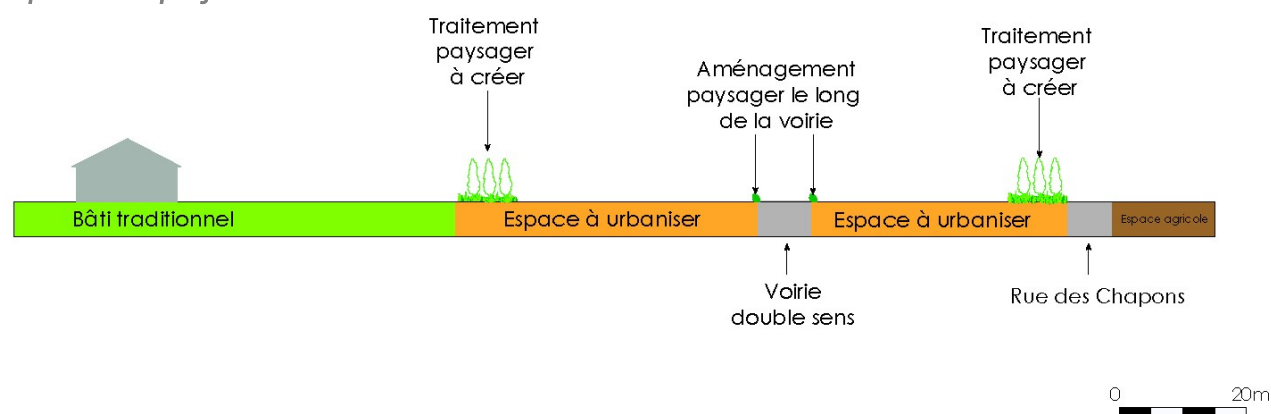 Traitement
paysager
à créer
Aménagement
paysager le long
de la voirie
Traitement
paysager
à créer
Bâti traditionnel
Espace à urbaniser
Espace à urbaniser
Espace agricole
Voirie
double sens
Rue des Chapons
0
20m